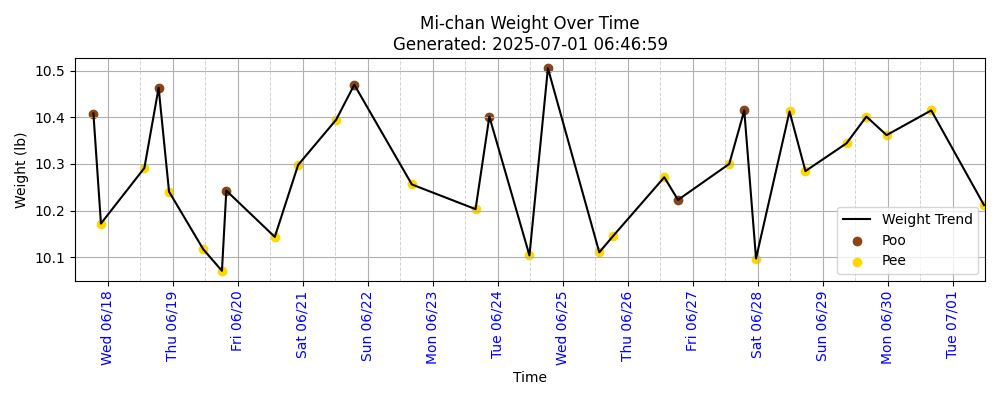 Mi-chan Weight Over Time
Generated: 2025-07-01 06:46:59
Weight (lb)
10.5
10.4
10.3
10.2
10.1
Weight Trend
Poo
Pee
Wed 06/18
Thu 06/19
Fri 06/20
Sat 06/21
Sun 06/22
Mon 06/23
Tue 06/24
Wed 06/25
Thu 06/26
Fri 06/27
Sat 06/28
Sun 06/29
Mon 06/30
Tue 07/01
Time